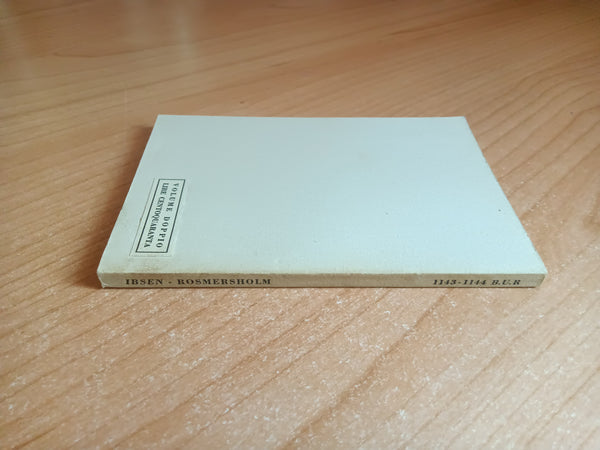 VOLUME DOPPIO
LIRE CENTOQUARANTA
IBSEN - ROSMERSHOLM
1143-1144 B.U.R